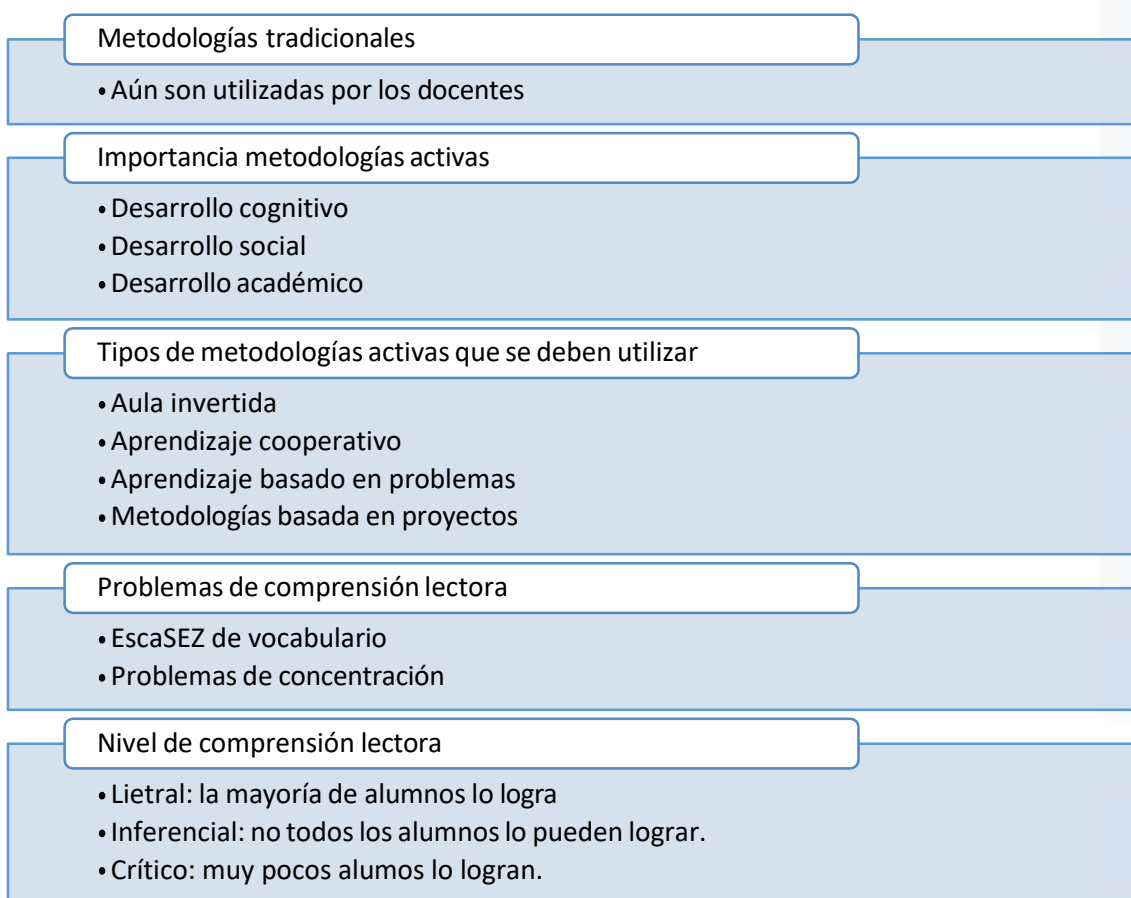 Metodologías tradicionales
• Aún son utilizadas por los docentes
Importancia metodologías activas
• Desarrollo cognitivo
• Desarrollo social
• Desarrollo académico
Tipos de metodologías activas que se deben utilizar
• Aula invertida
• Aprendizaje cooperativo
• Aprendizaje basado en problemas
• Metodologías basada en proyectos
Problemas de comprensión lectora
• EscaSEZ de vocabulario
• Problemas de concentración
Nivel de comprensión lectora
• Lietral: la mayoría de alumnos lo logra
• Inferencial: no todos los alumnos lo pueden lograr.
• Crítico: muy pocos alumos lo logran.